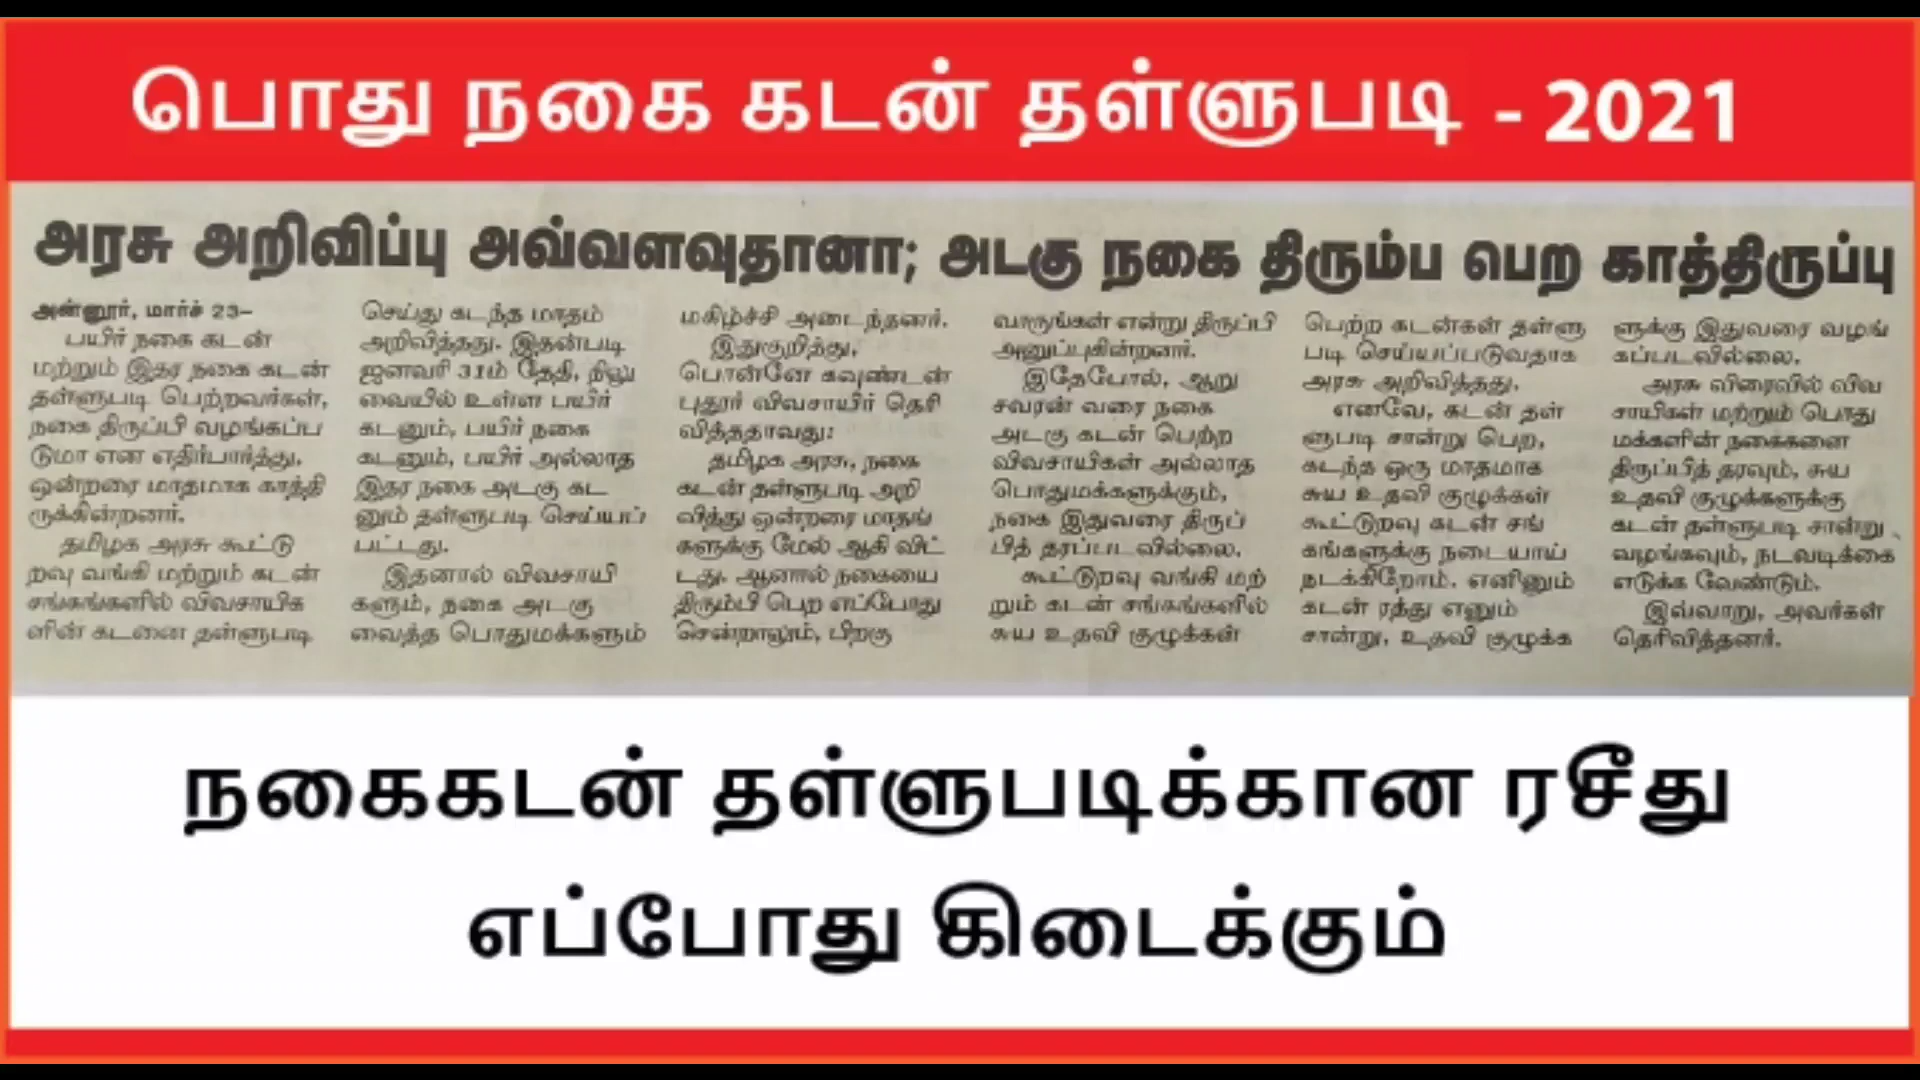 பொது நகை கடன் தள்ளுபடி - 2021
அரசு அறிவிப்பு அவ்வளவுதானா; அடகு நகை திரும்ப பெற காத்திருப்பு
அன்னூர், மார்ச் 23–
பயிர் நகை கடன்
மற்றும் இதர நகை கடன்
தள்ளுபடி பெற்றவர்கள்,
நகை திருப்பி வழங்கப்ப
டுமா என எதிர்பார்த்து,
ஒன்றரை மாதமாக காத்தி
ருக்கின்றனர்.
தமிழக அரசு கூட்டு
றவு வங்கி மற்றும் கடன்
சங்கங்களில் விவசாயிக
ளின் கடனை தள்ளுபடி
செய்து கடந்த மாதம்
அறிவித்தது. இதன்படி
ஜனவரி 31ம் தேதி, நிலு
வையில் உள்ள பயிர்
கடனும், பயிர் நகை
கடனும், பயிர் அல்லாத
இதர நகை அடகு கட
னும் தள்ளுபடி செய்யப்
பட்டது.
இதனால் விவசாயி
களும், நகை அடகு
வைத்த பொதுமக்களும்
மகிழ்ச்சி அடைந்தனர்.
இதுகுறித்து,
பொன்னே கவுண்டன்
புதூர் விவசாயிர் தெரி
வித்ததாவது:
தமிழக அரசு, நகை
கடன் தள்ளுபடி அறி
வித்து ஒன்றரை மாதங்
களுக்கு மேல் ஆகி விட்
டது. ஆனால் நகையை
திரும்பி பெற எப்போது
சென்றாலும், பிறகு
வாருங்கள் என்று திருப்பி
அனுப்புகின்றனர்.
இதேபோல், ஆறு
சவரன் வரை நகை
அடகு கடன் பெற்ற
விவசாயிகள் அல்லாத
பொதுமக்களுக்கும்,
நகை இதுவரை திருப்
பித் தரப்படவில்லை.
கூட்டுறவு வங்கி மற்
றும் கடன் சங்கங்களில்
சுய உதவி குழுக்கள்
பெற்ற கடன்கள் தள்ளு
படி செய்யப்படுவதாக
அரசு அறிவித்தது.
எனவே, கடன் தள்
ளுபடி சான்று பெற,
கடந்த ஒரு மாதமாக
சுய உதவி குழுக்கள்
கூட்டுறவு கடன் சங்
கங்களுக்கு நடையாய்
நடக்கிறோம். எனினும்
கடன் ரத்து எனும்
சான்று, உதவி குழுக்க
ளுக்கு இதுவரை வழங்
கப்படவில்லை.
அரசு விரைவில் விவ
சாயிகள் மற்றும் பொது
மக்களின் நகைகளை
திருப்பித் தரவும், சுய
உதவி குழுக்களுக்கு
கடன் தள்ளுபடி சான்று
வழங்கவும், நடவடிக்கை
எடுக்க வேண்டும்.
இவ்வாறு, அவர்கள்
தெரிவித்தனர்.
நகைகடன் தள்ளுபடிக்கான ரசீது
எப்போது கிடைக்கும்